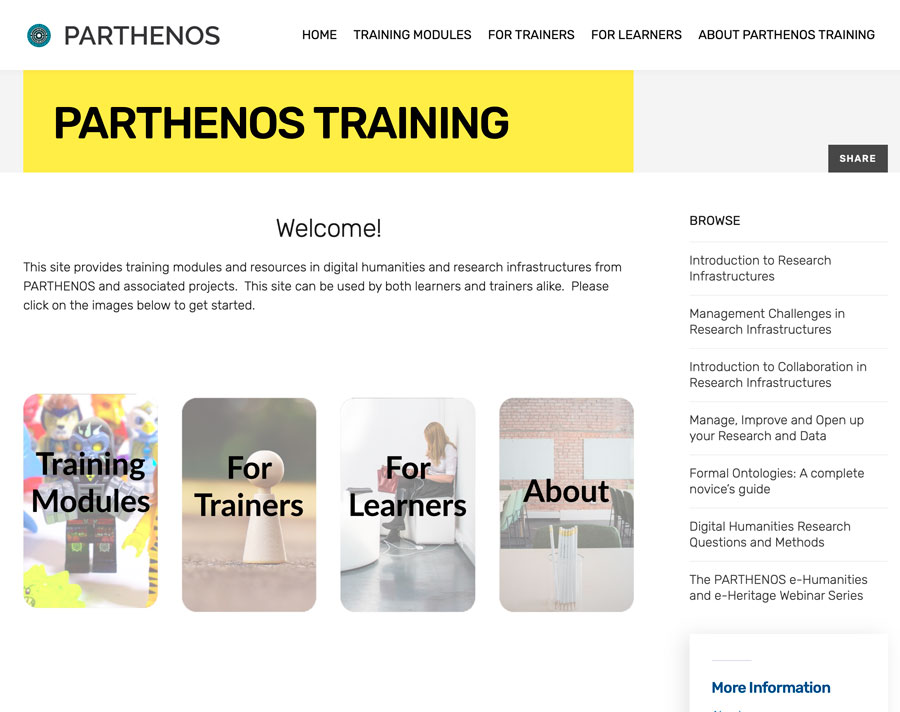 PARTHENOS
HOME TRAINING MODULES FOR TRAINERS FOR LEARNERS ABOUT PARTHENOS TRAINING
PARTHENOS TRAINING
SHARE
Welcome!
This site provides training modules and resources in digital humanities and research infrastructures from
PARTHENOS and associated projects.  This site can be used by both learners and trainers alike.  Please
click on the images below to get started.
Training
Modules
For
Trainers
For
Learners
About
BROWSE
Introduction to Research
Infrastructures
Management Challenges in
Research Infrastructures
Introduction to Collaboration in
Research Infrastructures
Manage, Improve and Open up
your Research and Data
Formal Ontologies: A complete
novice's guide
Digital Humanities Research
Questions and Methods
The PARTHENOS e-Humanities
and e-Heritage Webinar Series
More Information